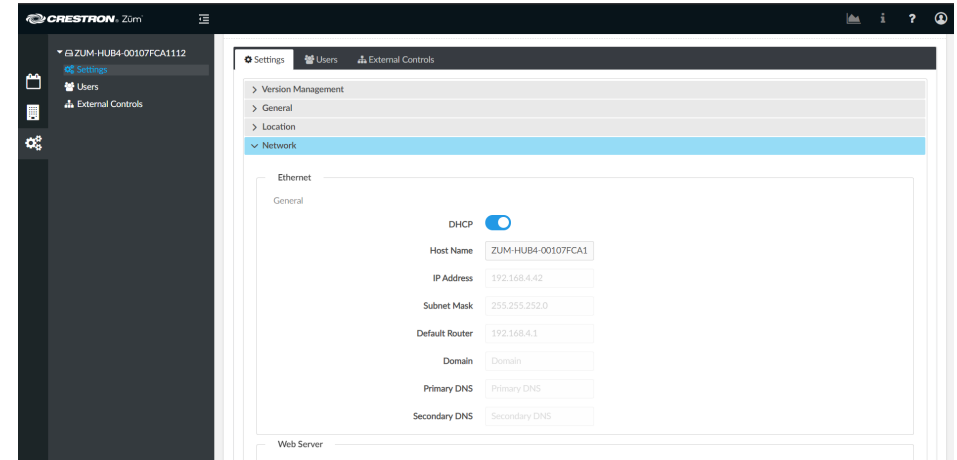 CRESTRON. Zūm
ZUM-HUB4-00107FCA1112
Settings
Users
External Controls
Settings
Users
External Controls
Version Management
General
Location
Network
Ethernet
General
DHCP
Host Name ZUM-HUB4-00107FCA1
IP Address 192.168.4.42
Subnet Mask 255.255.252.0
Default Router 192.168.4.1
Domain Domain
Primary DNS Primary DNS
Secondary DNS Secondary DNS
Web Server